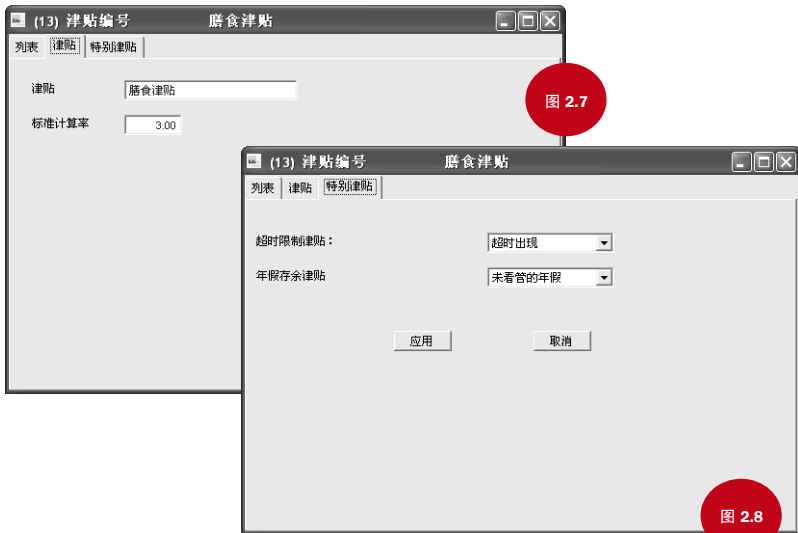 (13) 津贴编号 膳食津贴
列表 津贴 特别津贴
津贴 膳食津贴
标准计算率 3.00
图 2.7
(13) 津贴编号 膳食津贴
列表 津贴 特别津贴
超时限制津贴： 超时出现
年假存余津贴 未看管的年假
应用 取消
图 2.8